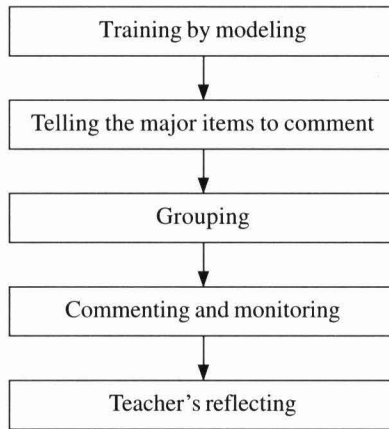 Training by modeling
Telling the major items to comment
Grouping
Commenting and monitoring
Teacher's reflecting